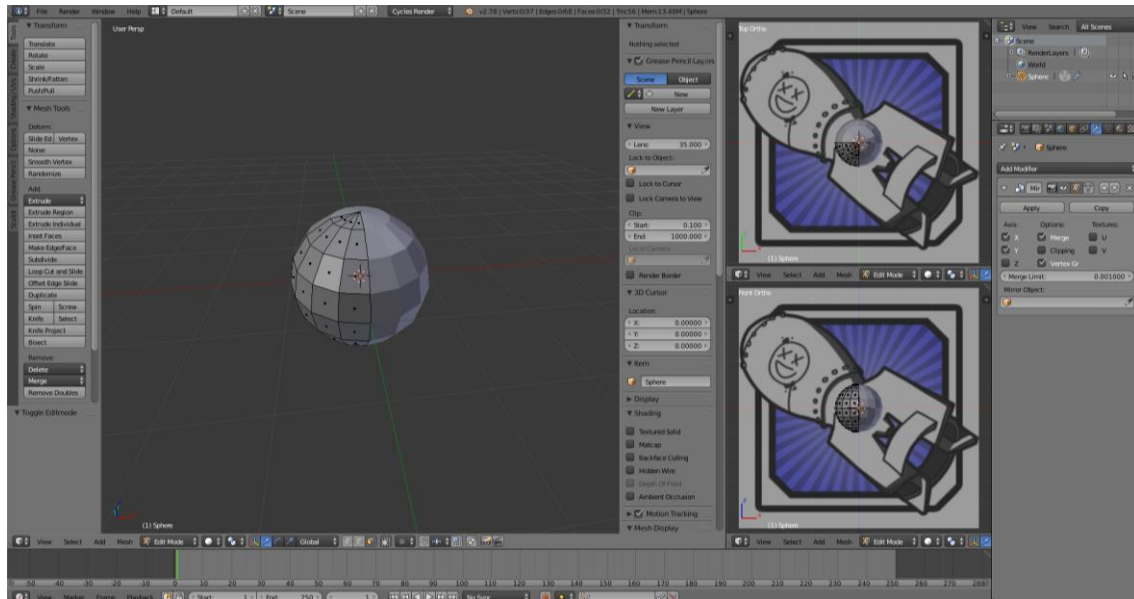 File Render Window Help Default Scene Cycles Render v2.78 | Verts:0/37 | Edges:0/68 | Faces:0/32 | Tris:56 | Mem:13.40M | Sphere
Transform
Translate
Rotate
Scale
Shrink/Fatten
Push/Pull
Mesh Tools
Deform:
Slide Ed Vertex
Noise
Smooth Vertex
Randomize
Add:
Extrude
Extrude Region
Extrude Individual
Inset Faces
Make Edge/Face
Subdivide
Loop Cut and Slide
Offset Edge Slide
Duplicate
Spin Screw
Knife Select
Knife Project
Bisect
Remove:
Delete
Merge
Remove Doubles
Toggle Editmode
User Persp
(1) Sphere
View Select Add Mesh Edit Mode Global
Transform
Nothing selected
Grease Pencil Layers
Scene Object
New
New Layer
View
Lens: 35.000
Lock to Object:
Lock to Cursor
Lock Camera to View
Clip:
Start: 0.100
End: 1000.000
Local Camera:
Render Border
3D Cursor
Location:
X: 0.00000
Y: 0.00000
Z: 0.00000
Item
Sphere
Display
Shading
Textured Solid
Matcap
Backface Culling
Hidden Wire
Depth Of Field
Ambient Occlusion
Motion Tracking
Mesh Display
Top Ortho
(1) Sphere
View Select Add Mesh Edit Mode
Front Ortho
(1) Sphere
View Select Add Mesh Edit Mode
View Search All Scenes
Scene
RenderLayers
World
Sphere
Sphere
Add Modifier
Mir
Apply Copy
Axis: Options: Textures:
X Merge U
Y Clipping V
Z Vertex Gr
Merge Limit: 0.001000
Mirror Object:
-50 -40 -30 -20 -10 0 10 20 30 40 50 60 70 80 90 100 110 120 130 140 150 160 170 180 190 200 210 220 230 240 250 260 270 280
View Marker Frame Playback Start: 1 End: 250 1 No Sync